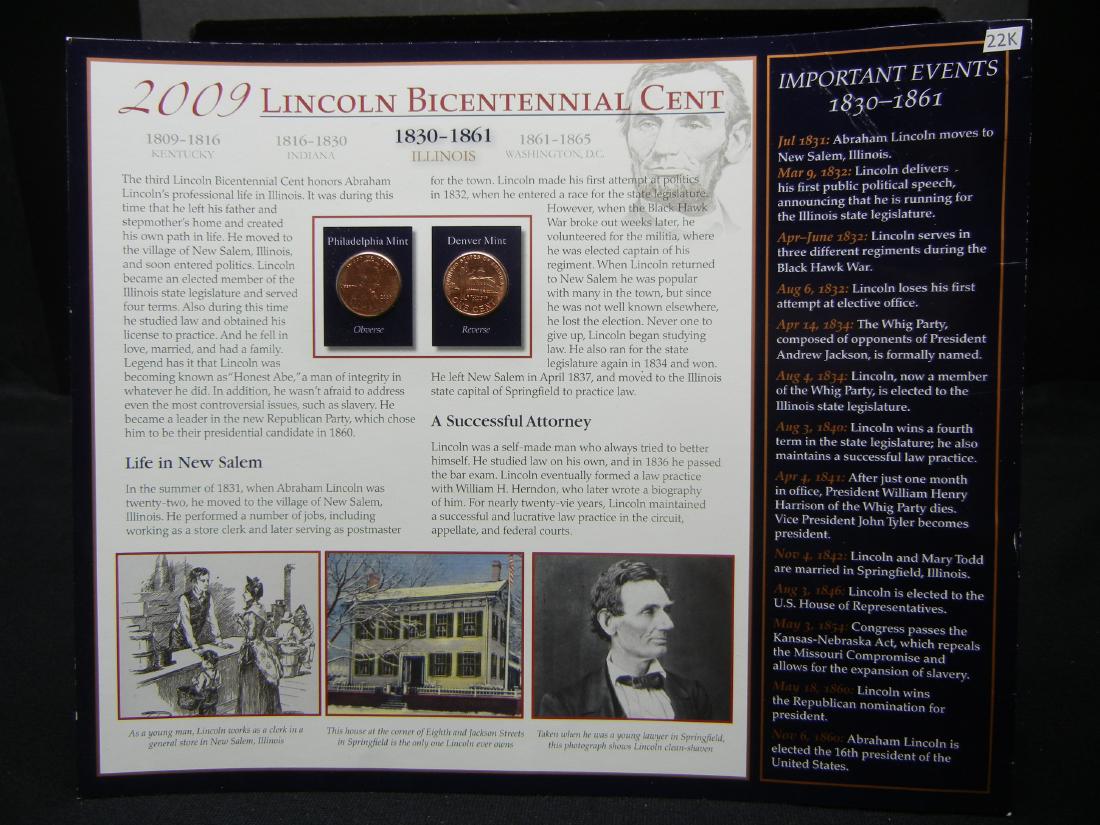 22K
2009 LINCOLN BICENTENNIAL CENT
1809–1816
KENTUCKY
1816–1830
INDIANA
1830–1861
ILLINOIS
1861–1865
WASHINGTON, D.C.
The third Lincoln Bicentennial Cent honors Abraham
Lincoln's professional life in Illinois. It was during this
time that he left his father and
stepmother's home and created
his own path in life. He moved to
the village of New Salem, Illinois,
and soon entered politics. Lincoln
became an elected member of the
Illinois state legislature and served
four terms. Also during this time
he studied law and obtained his
license to practice. And he fell in
love, married, and had a family.
Legend has it that Lincoln was
becoming known as "Honest Abe," a man of integrity in
whatever he did. In addition, he wasn't afraid to address
even the most controversial issues, such as slavery. He
became a leader in the new Republican Party, which chose
him to be their presidential candidate in 1860.
Life in New Salem
In the summer of 1831, when Abraham Lincoln was
twenty-two, he moved to the village of New Salem,
Illinois. He performed a number of jobs, including
working as a store clerk and later serving as postmaster
for the town. Lincoln made his first attempt at politics
in 1832, when he entered a race for the state legislature.
However, when the Black Hawk
War broke out weeks later, he
volunteered for the militia, where
he was elected captain of his
regiment. When Lincoln returned
to New Salem he was popular
with many in the town, but since
he was not well known elsewhere,
he lost the election. Never one to
give up, Lincoln began studying
law. He also ran for the state
legislature again in 1834 and won.
He left New Salem in April 1837, and moved to the Illinois
state capital of Springfield to practice law.
A Successful Attorney
Lincoln was a self-made man who always tried to better
himself. He studied law on his own, and in 1836 he passed
the bar exam. Lincoln eventually formed a law practice
with William H. Herndon, who later wrote a biography
of him. For nearly twenty-vie years, Lincoln maintained
a successful and lucrative law practice in the circuit,
appellate, and federal courts.
Philadelphia Mint
Obverse
Denver Mint
ONE CENT
Reverse
As a young man, Lincoln works as a clerk in a
general store in New Salem, Illinois
This house at the corner of Eighth and Jackson Streets
in Springfield is the only one Lincoln ever owns
Taken when he was a young lawyer in Springfield,
this photograph shows Lincoln clean-shaven
IMPORTANT EVENTS
1830–1861
Jul 1831: Abraham Lincoln moves to
New Salem, Illinois.
Mar 9, 1832: Lincoln delivers
his first public political speech,
announcing that he is running for
the Illinois state legislature.
Apr–June 1832: Lincoln serves in
three different regiments during the
Black Hawk War.
Aug 6, 1832: Lincoln loses his first
attempt at elective office.
Apr 14, 1834: The Whig Party,
composed of opponents of President
Andrew Jackson, is formally named.
Aug 4, 1834: Lincoln, now a member
of the Whig Party, is elected to the
Illinois state legislature.
Aug 3, 1840: Lincoln wins a fourth
term in the state legislature; he also
maintains a successful law practice.
Apr 4, 1841: After just one month
in office, President William Henry
Harrison of the Whig Party dies.
Vice President John Tyler becomes
president.
Nov 4, 1842: Lincoln and Mary Todd
are married in Springfield, Illinois.
Aug 3, 1846: Lincoln is elected to the
U.S. House of Representatives.
May 3, 1854: Congress passes the
Kansas-Nebraska Act, which repeals
the Missouri Compromise and
allows for the expansion of slavery.
May 18, 1860: Lincoln wins
the Republican nomination for
president.
Nov 6, 1860: Abraham Lincoln is
elected the 16th president of the
United States.